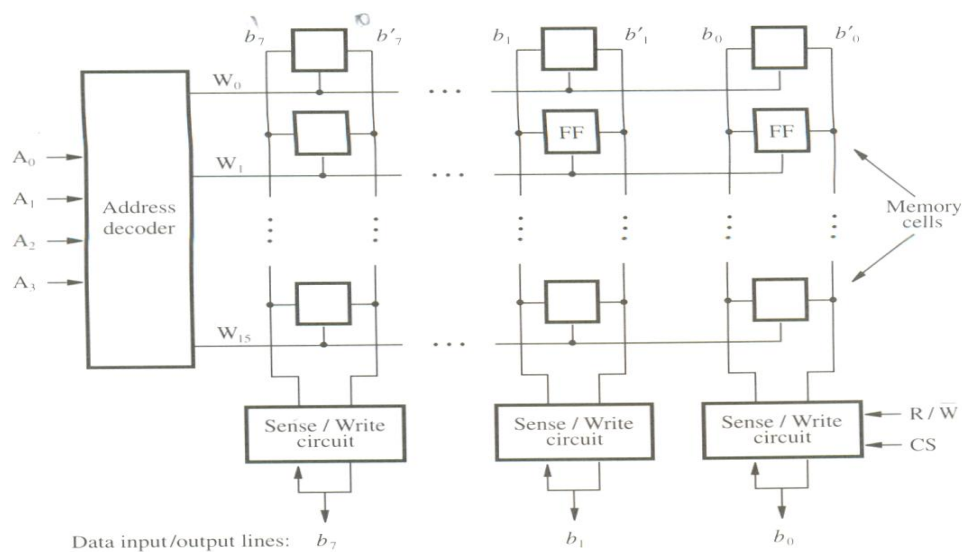 b₇ b′₇ b₁ b′₁ b₀ b′₀
W₀
FF FF
A₀
W₁
A₁
Address
decoder
Memory
cells
A₂
A₃
W₁₅
Sense / Write
circuit
Sense / Write
circuit
Sense / Write
circuit
R / W̅
CS
Data input/output lines: b₇ b₁ b₀